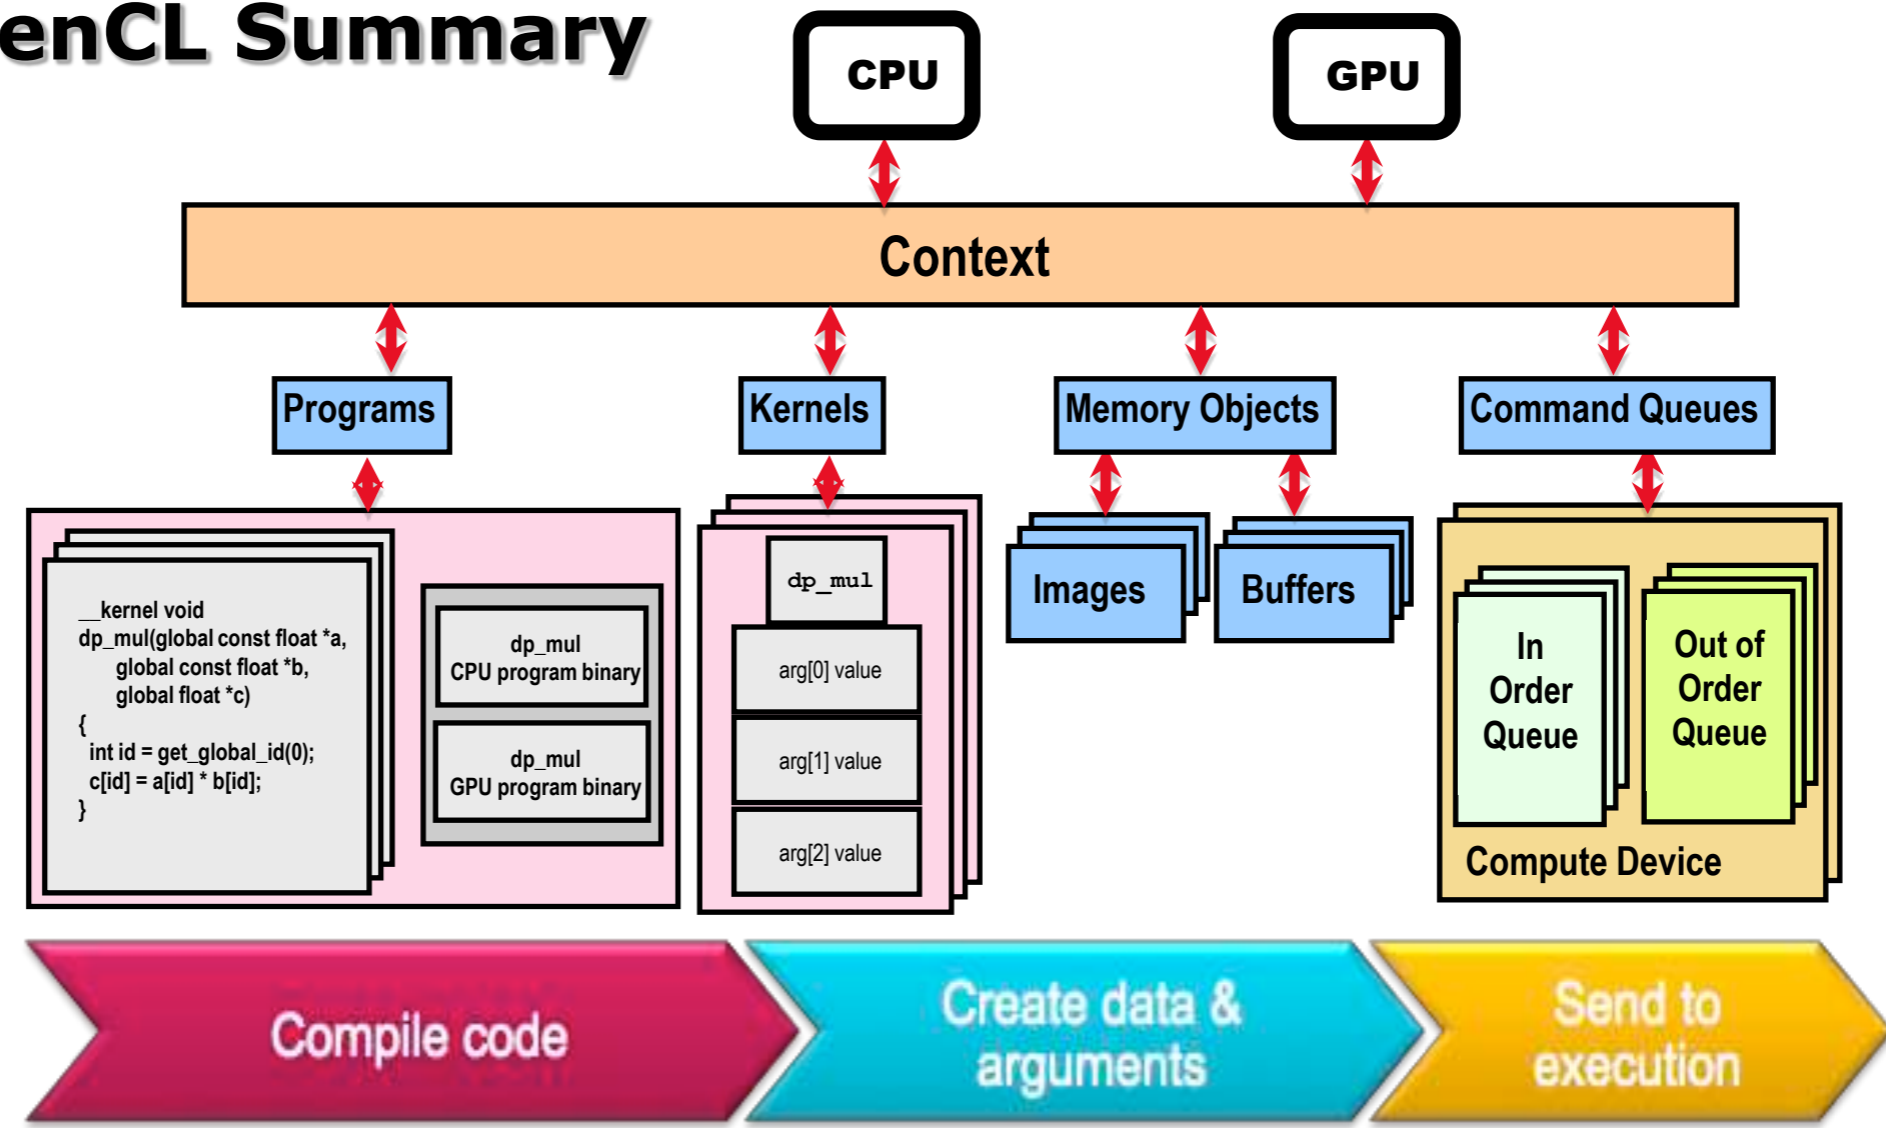 enCL Summary
CPU
GPU
Context
Programs
Kernels
Memory Objects
Command Queues
__kernel void
dp_mul(global const float *a,
global const float *b,
global float *c)
{
int id = get_global_id(0);
c[id] = a[id] * b[id];
}
dp_mul
CPU program binary
dp_mul
GPU program binary
dp_mul
arg[0] value
arg[1] value
arg[2] value
Images
Buffers
In
Order
Queue
Out of
Order
Queue
Compute Device
Compile code
Create data &
arguments
Send to
execution